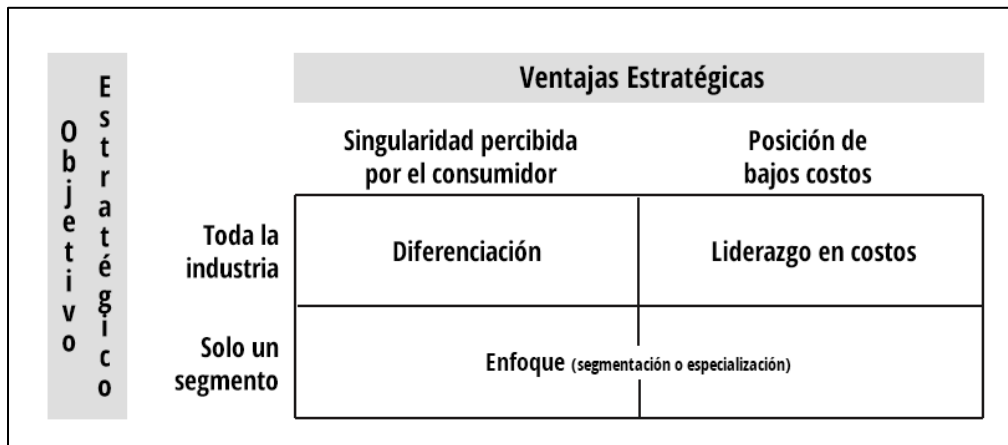 Objetivo
Estratégico
Ventajas Estratégicas
Singularidad percibida
por el consumidor
Posición de
bajos costos
Toda la
industria
Diferenciación
Liderazgo en costos
Solo un
segmento
Enfoque (segmentación o especialización)